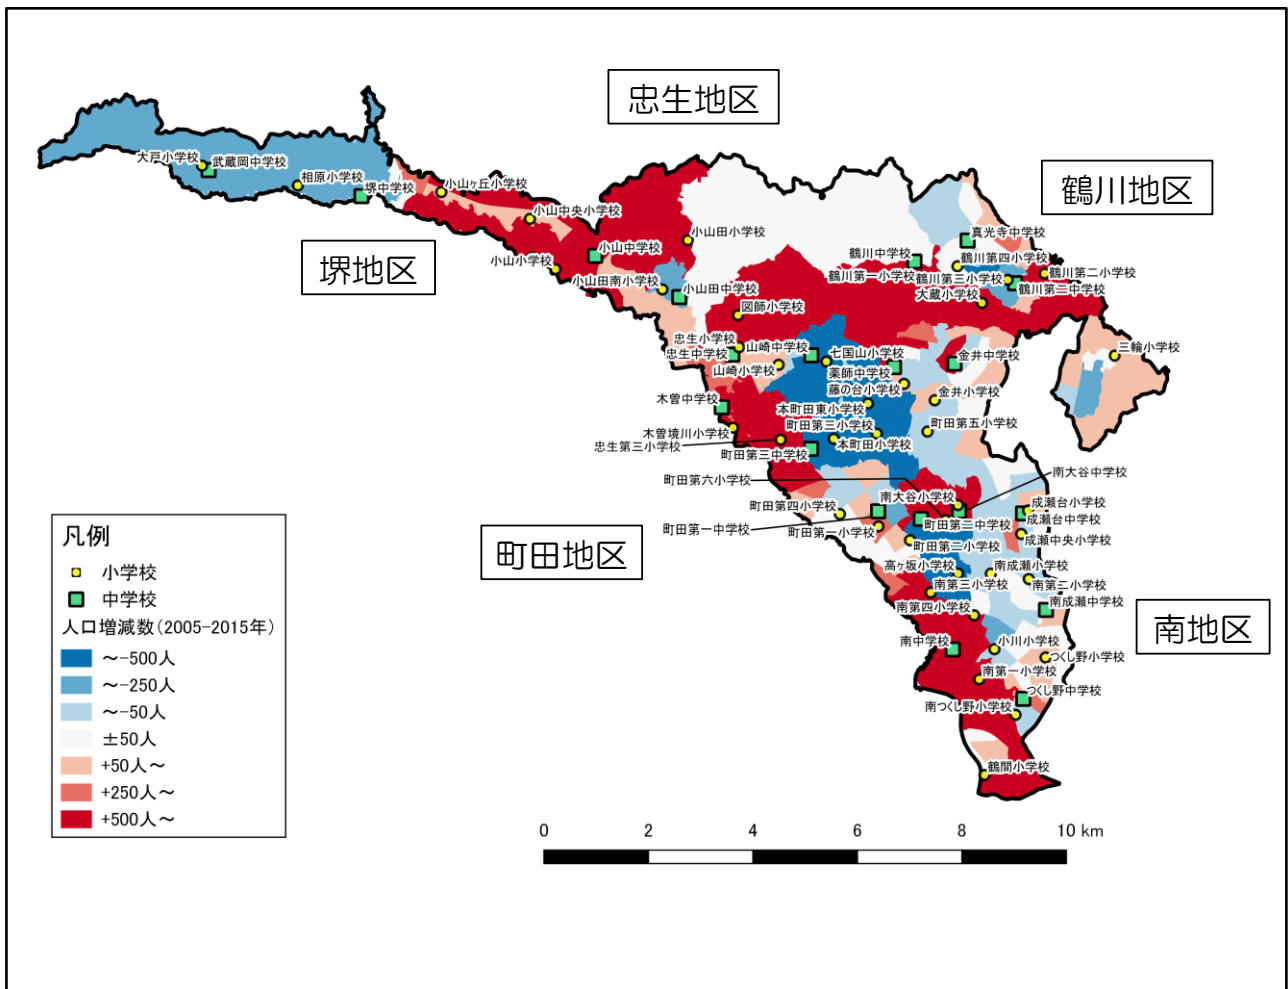 忠生地区
鶴川地区
堺地区
町田地区
南地区
大戸小学校
武蔵岡中学校
相原小学校
堺中学校
小山ヶ丘小学校
小山中央小学校
小山中学校
小山小学校
小山田小学校
小山田南小学校
小山田中学校
図師小学校
真光寺中学校
鶴川中学校
鶴川第四小学校
鶴川第一小学校
鶴川第三小学校
鶴川第二小学校
鶴川第二中学校
大蔵小学校
三輪小学校
忠生小学校
忠生中学校
山崎中学校
山崎小学校
七国山小学校
薬師中学校
金井中学校
藤の台小学校
金井小学校
木曽中学校
本町田東小学校
町田第三小学校
町田第五小学校
木曽境川小学校
忠生第三小学校
本町田小学校
町田第三中学校
町田第六小学校
南大谷中学校
南大谷小学校
町田第四小学校
町田第一中学校
町田第一小学校
町田第二中学校
町田第二小学校
成瀬台小学校
成瀬台中学校
成瀬中央小学校
高ヶ坂小学校
南成瀬小学校
南第三小学校
南第二小学校
南第四小学校
南成瀬中学校
南中学校
小川小学校
つくし野小学校
南第一小学校
つくし野中学校
南つくし野小学校
鶴間小学校
凡例
小学校
中学校
人口増減数(2005-2015年)
～-500人
～-250人
～-50人
±50人
+50人～
+250人～
+500人～
0 2 4 6 8 10 km